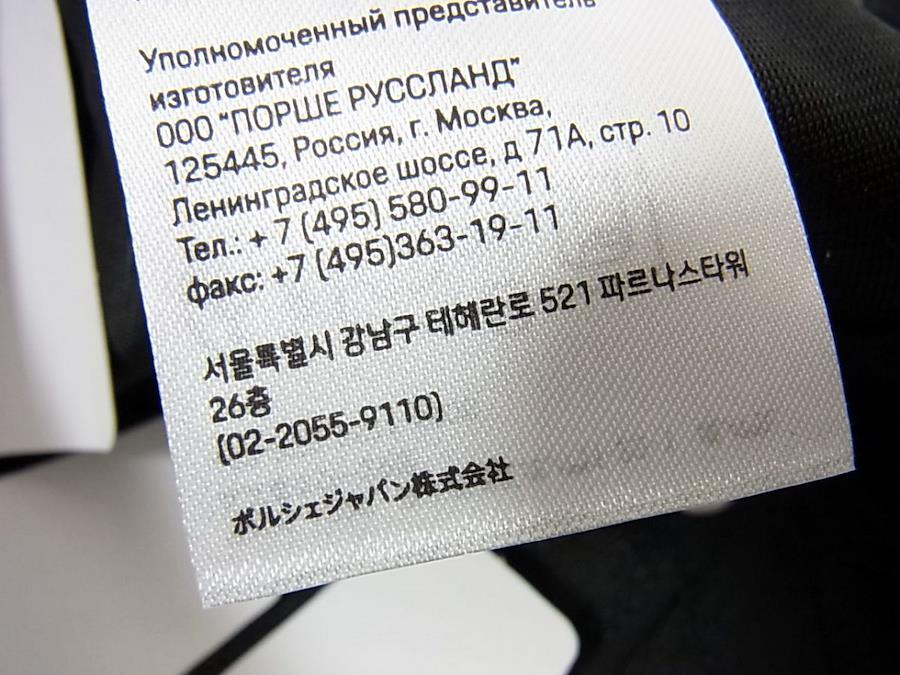 Уполномоченный представитель
изготовителя
ООО "ПОРШЕ РУССЛАНД"
125445, Россия, г. Москва,
Ленинградское шоссе, д 71А, стр. 10
Тел.: + 7 (495) 580-99-11
факс: +7 (495)363-19-11
서울특별시 강남구 테헤란로 521 파르나스타워
26층
(02-2055-9110)
ポルシェジャパン株式会社